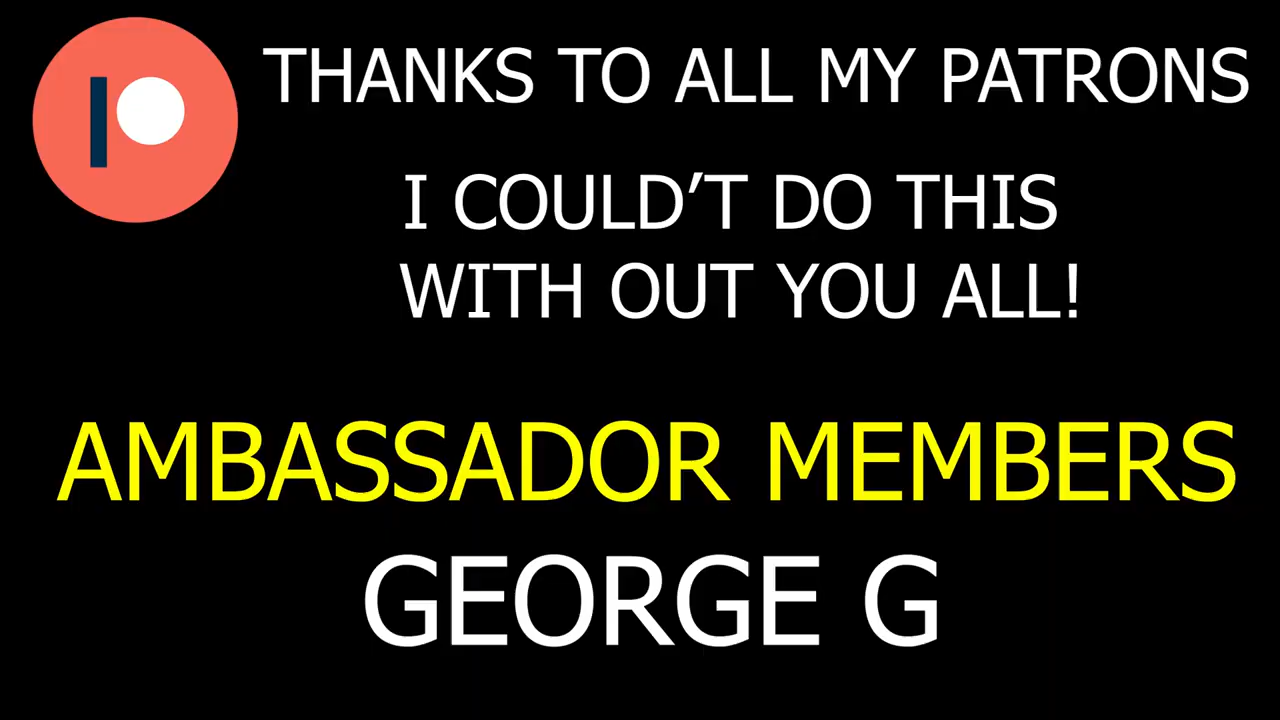 THANKS TO ALL MY PATRONS
I COULD’T DO THIS
WITH OUT YOU ALL!
AMBASSADOR MEMBERS
GEORGE G